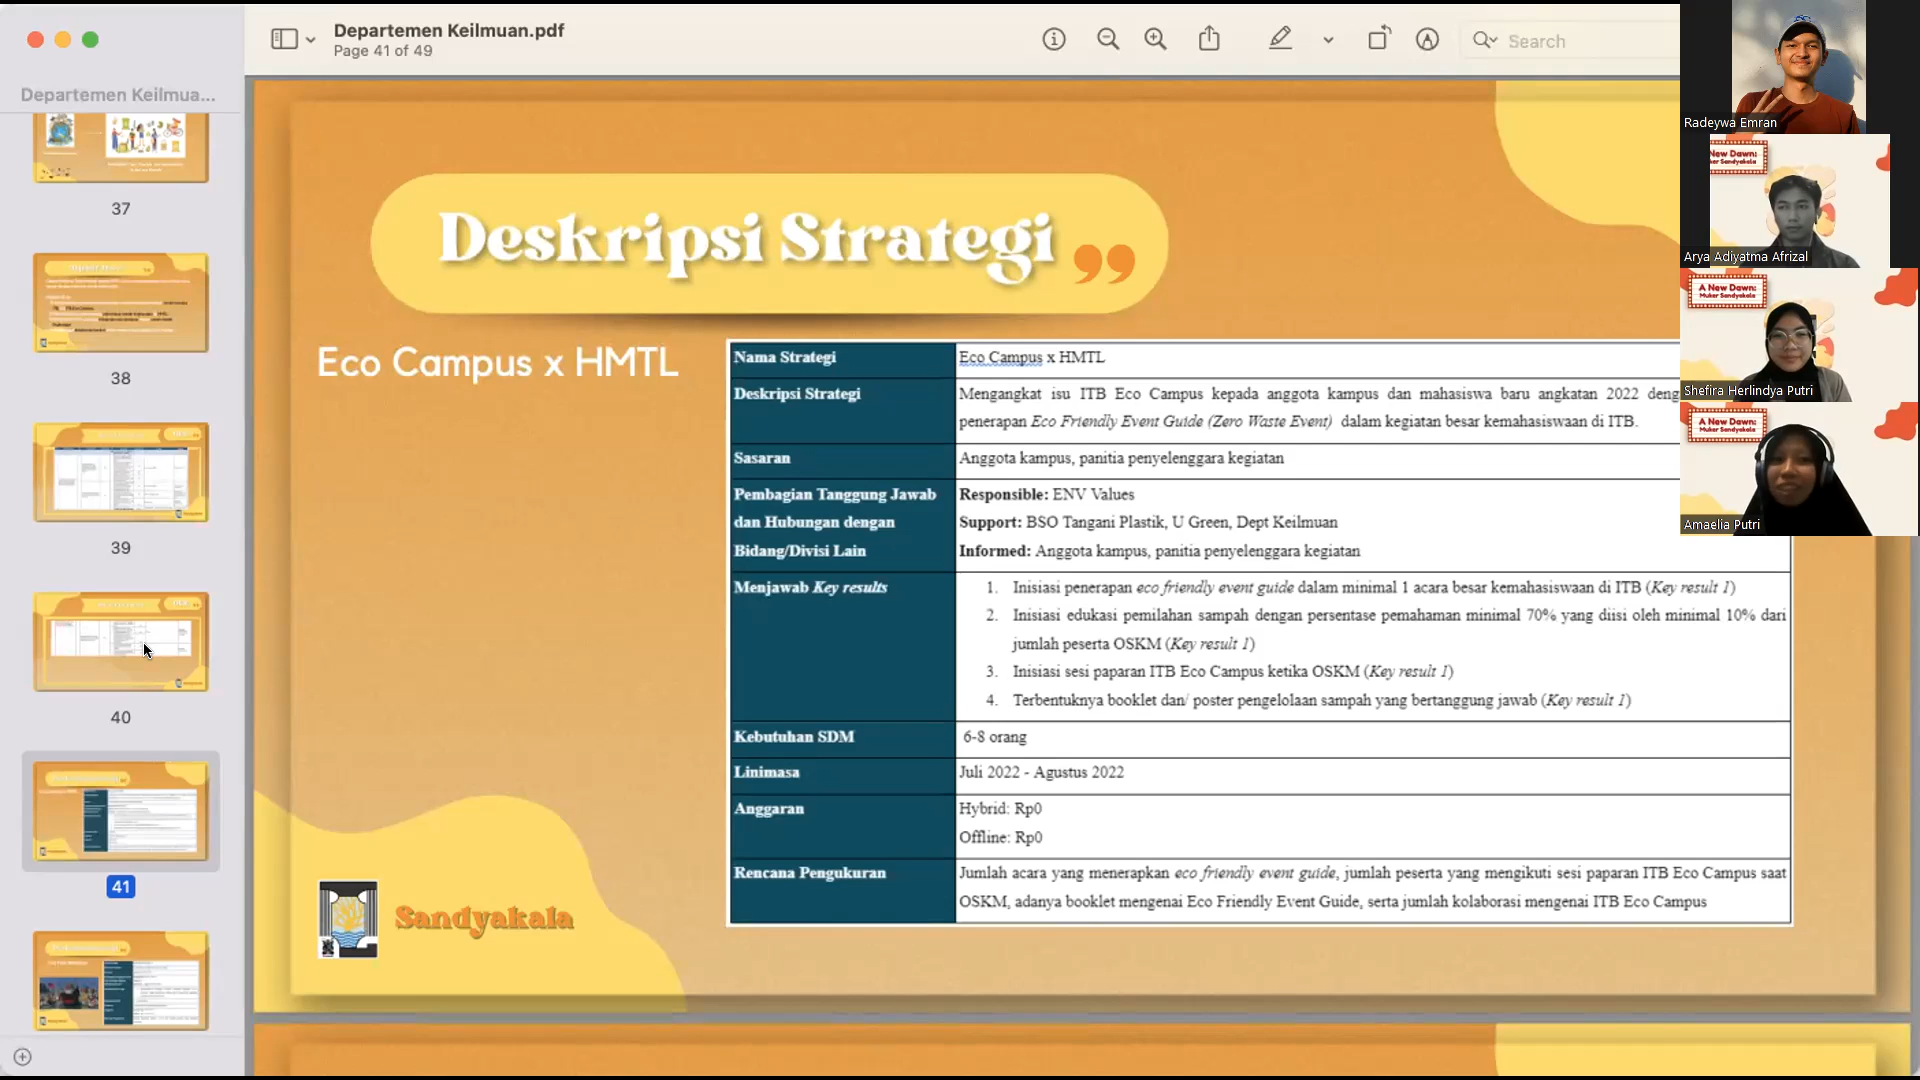 Departemen Keilmuan.pdf
Page 41 of 49
Search
Departemen Keilmua...
37
38
39
40
41
Deskripsi Strategi
Eco Campus x HMTL
Nama Strategi
Eco Campus x HMTL
Deskripsi Strategi
Mengangkat isu ITB Eco Campus kepada anggota kampus dan mahasiswa baru angkatan 2022 deng
penerapan Eco Friendly Event Guide (Zero Waste Event) dalam kegiatan besar kemahasiswaan di ITB.
Sasaran
Anggota kampus, panitia penyelenggara kegiatan
Pembagian Tanggung Jawab
dan Hubungan dengan
Bidang/Divisi Lain
Responsible: ENV Values
Support: BSO Tangani Plastik, U Green, Dept Keilmuan
Informed: Anggota kampus, panitia penyelenggara kegiatan
Menjawab Key results
1. Inisiasi penerapan eco friendly event guide dalam minimal 1 acara besar kemahasiswaan di ITB (Key result 1)
2. Inisiasi edukasi pemilahan sampah dengan persentase pemahaman minimal 70% yang diisi oleh minimal 10% dari
jumlah peserta OSKM (Key result 1)
3. Inisiasi sesi paparan ITB Eco Campus ketika OSKM (Key result 1)
4. Terbentuknya booklet dan/ poster pengelolaan sampah yang bertanggung jawab (Key result 1)
Kebutuhan SDM
6-8 orang
Linimasa
Juli 2022 - Agustus 2022
Anggaran
Hybrid: Rp0
Offline: Rp0
Rencana Pengukuran
Jumlah acara yang menerapkan eco friendly event guide, jumlah peserta yang mengikuti sesi paparan ITB Eco Campus saat
OSKM, adanya booklet mengenai Eco Friendly Event Guide, serta jumlah kolaborasi mengenai ITB Eco Campus
Sandyakala
Radeywa Emran
New Dawn:
Arya Adiyatma Afrizal
A New Dawn:
Muker Sandyakala
Shefira Herlindya Putri
A New Dawn:
Muker Sandyakala
Amaelia Putri